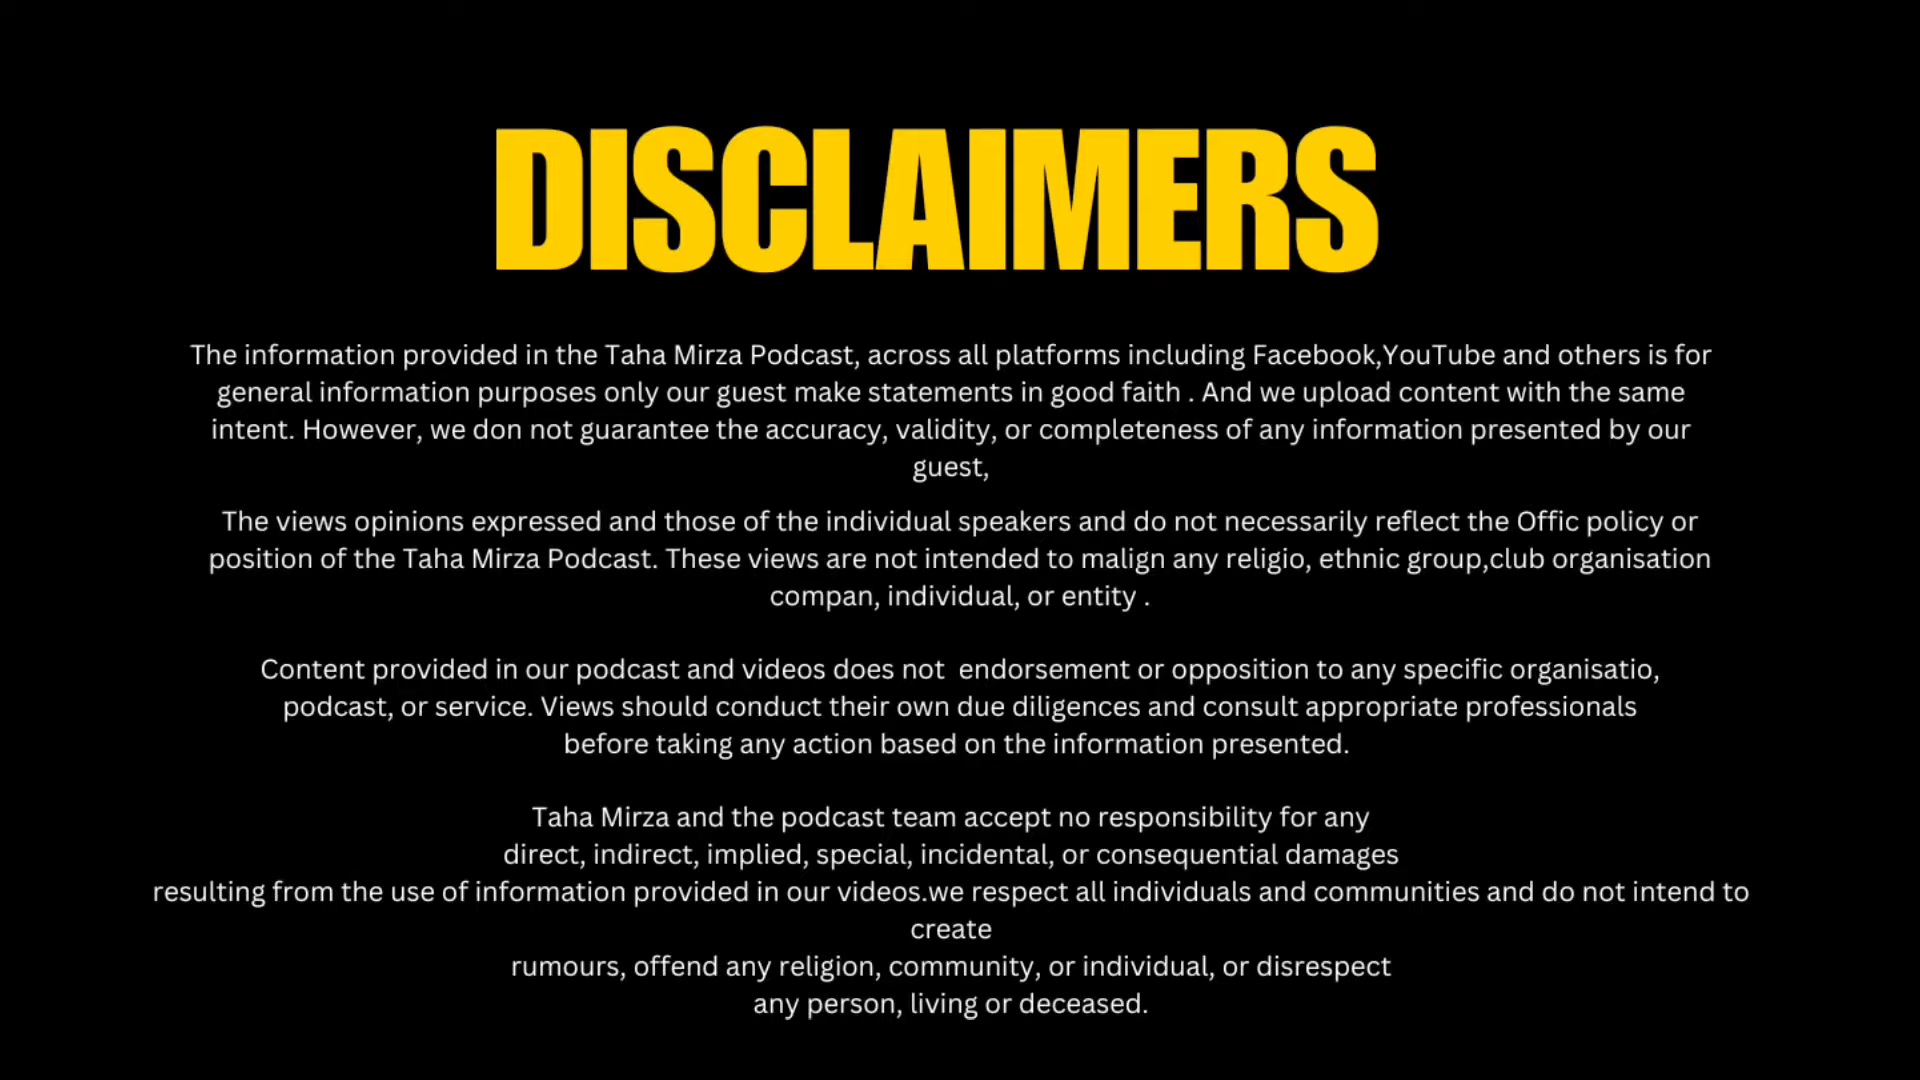 DISCLAIMERS
The information provided in the Taha Mirza Podcast, across all platforms including Facebook,YouTube and others is for
general information purposes only our guest make statements in good faith . And we upload content with the same
intent. However, we don not guarantee the accuracy, validity, or completeness of any information presented by our
guest,
The views opinions expressed and those of the individual speakers and do not necessarily reflect the Offic policy or
position of the Taha Mirza Podcast. These views are not intended to malign any religio, ethnic group,club organisation
compan, individual, or entity .
Content provided in our podcast and videos does not  endorsement or opposition to any specific organisatio,
podcast, or service. Views should conduct their own due diligences and consult appropriate professionals
before taking any action based on the information presented.
Taha Mirza and the podcast team accept no responsibility for any
direct, indirect, implied, special, incidental, or consequential damages
resulting from the use of information provided in our videos.we respect all individuals and communities and do not intend to
create
rumours, offend any religion, community, or individual, or disrespect
any person, living or deceased.